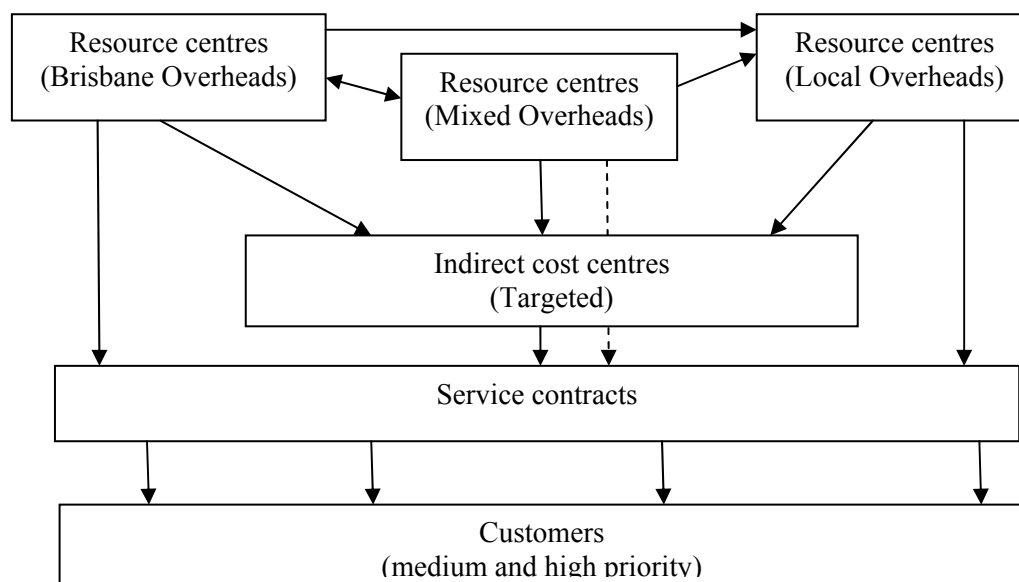 Resource centres
(Brisbane Overheads)
Resource centres
(Mixed Overheads)
Resource centres
(Local Overheads)
Indirect cost centres
(Targeted)
Service contracts
Customers
(medium and high priority)